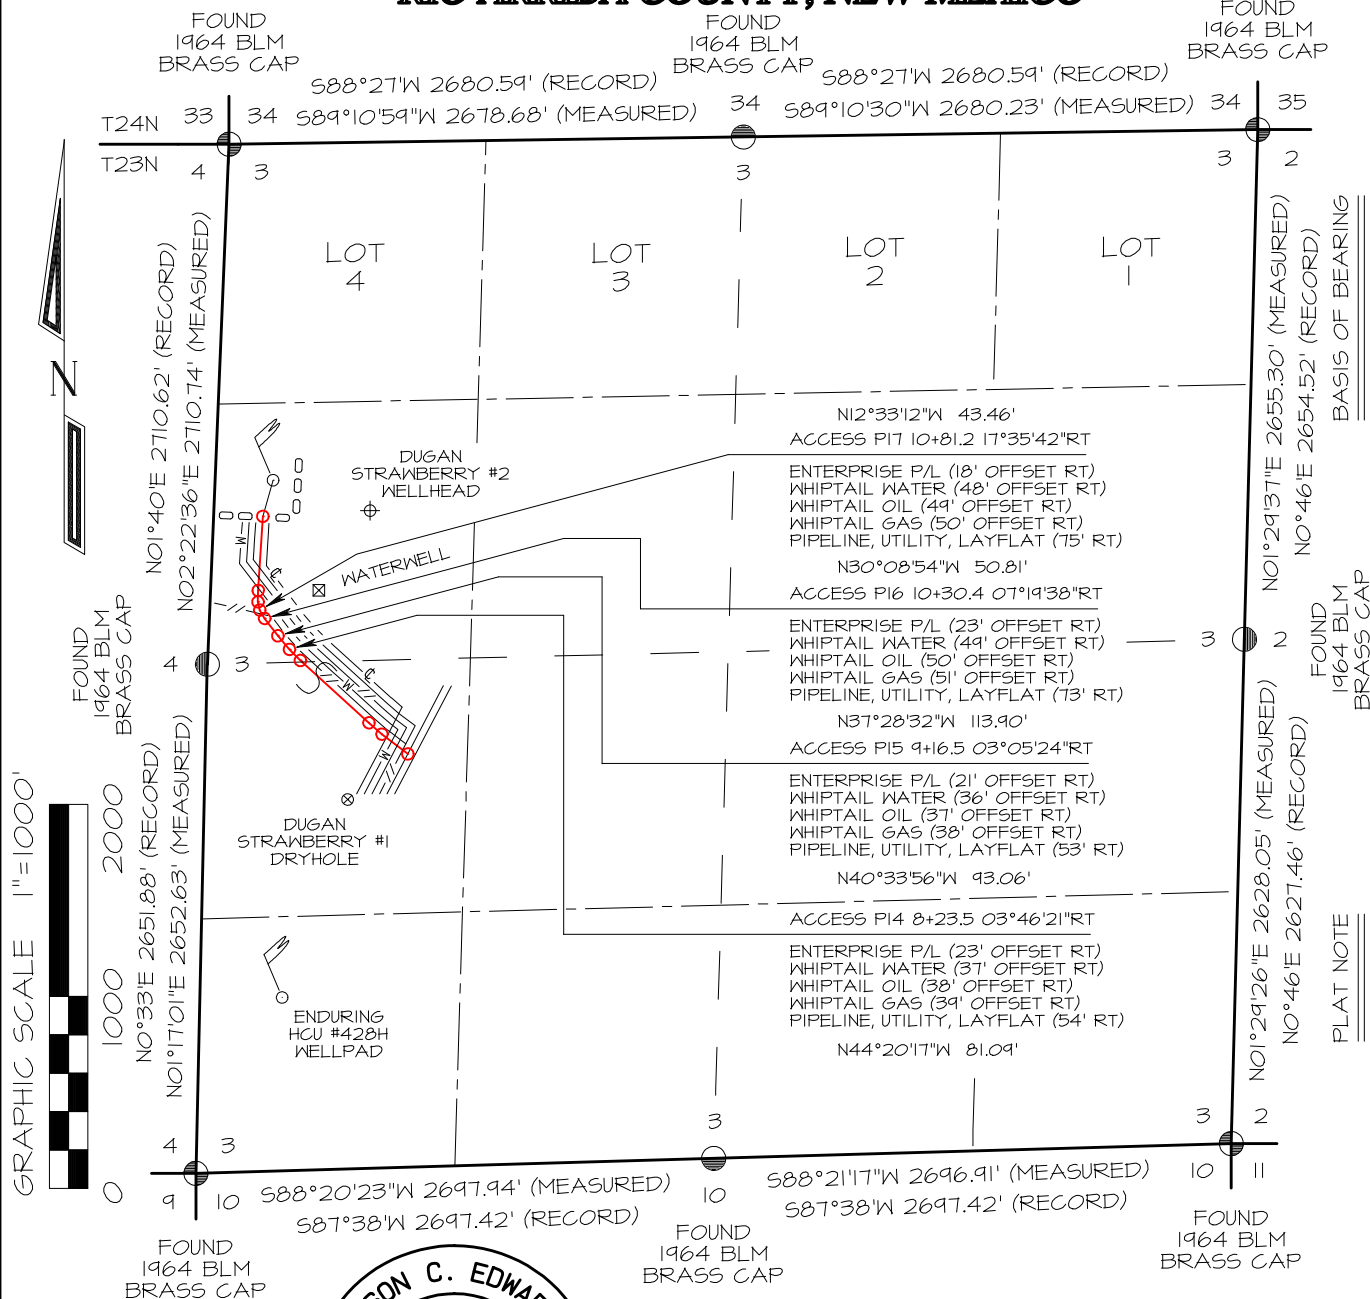 RIO ARRIBA COUNTY, NEW MEXICO
FOUND
1964 BLM
BRASS CAP
FOUND
1964 BLM
BRASS CAP
FOUND
1964 BLM
BRASS CAP
S88°27'W 2680.59' (RECORD)
S89°10'59"W 2678.68' (MEASURED)
S88°27'W 2680.59' (RECORD)
S89°10'30"W 2680.23' (MEASURED)
T24N
T23N
33
34
34
34
35
4
3
3
3
2
LOT
4
LOT
3
LOT
2
LOT
1
N
N01°40'E 2710.62' (RECORD)
N02°22'36"E 2710.74' (MEASURED)
N01°29'37"E 2655.30' (MEASURED)
N0°46'E 2654.52' (RECORD)
BASIS OF BEARING
DUGAN
STRAWBERRY #2
WELLHEAD
WATERWELL
M
M
M
N12°33'12"W 43.46'
ACCESS P17 10+81.2 17°35'42"RT
ENTERPRISE P/L (18' OFFSET RT)
WHIPTAIL WATER (48' OFFSET RT)
WHIPTAIL OIL (49' OFFSET RT)
WHIPTAIL GAS (50' OFFSET RT)
PIPELINE, UTILITY, LAYFLAT (75' RT)
N30°08'54"W 50.81'
ACCESS P16 10+30.4 07°19'38"RT
ENTERPRISE P/L (23' OFFSET RT)
WHIPTAIL WATER (49' OFFSET RT)
WHIPTAIL OIL (50' OFFSET RT)
WHIPTAIL GAS (51' OFFSET RT)
PIPELINE, UTILITY, LAYFLAT (73' RT)
N37°28'32"W 113.90'
ACCESS P15 9+16.5 03°05'24"RT
ENTERPRISE P/L (21' OFFSET RT)
WHIPTAIL WATER (36' OFFSET RT)
WHIPTAIL OIL (37' OFFSET RT)
WHIPTAIL GAS (38' OFFSET RT)
PIPELINE, UTILITY, LAYFLAT (53' RT)
N40°33'56"W 93.06'
ACCESS P14 8+23.5 03°46'21"RT
ENTERPRISE P/L (23' OFFSET RT)
WHIPTAIL WATER (37' OFFSET RT)
WHIPTAIL OIL (38' OFFSET RT)
WHIPTAIL GAS (39' OFFSET RT)
PIPELINE, UTILITY, LAYFLAT (54' RT)
N44°20'17"W 81.09'
FOUND
1964 BLM
BRASS CAP
4
3
3
2
FOUND
1964 BLM
BRASS CAP
DUGAN
STRAWBERRY #1
DRYHOLE
GRAPHIC SCALE 1"=1000'
2000
1000
0
N0°33'E 2651.88' (RECORD)
N01°17'01"E 2652.63' (MEASURED)
N01°29'26"E 2628.05' (MEASURED)
N0°46'E 2627.46' (RECORD)
PLAT NOTE
ENDURING
HCU #428H
WELLPAD
4
3
3
3
2
9
10
10
10
11
S88°20'23"W 2697.94' (MEASURED)
S87°38'W 2697.42' (RECORD)
S88°21'17"W 2696.91' (MEASURED)
S87°38'W 2697.42' (RECORD)
FOUND
1964 BLM
BRASS CAP
FOUND
1964 BLM
BRASS CAP
FOUND
1964 BLM
BRASS CAP
SON C. EDWAR